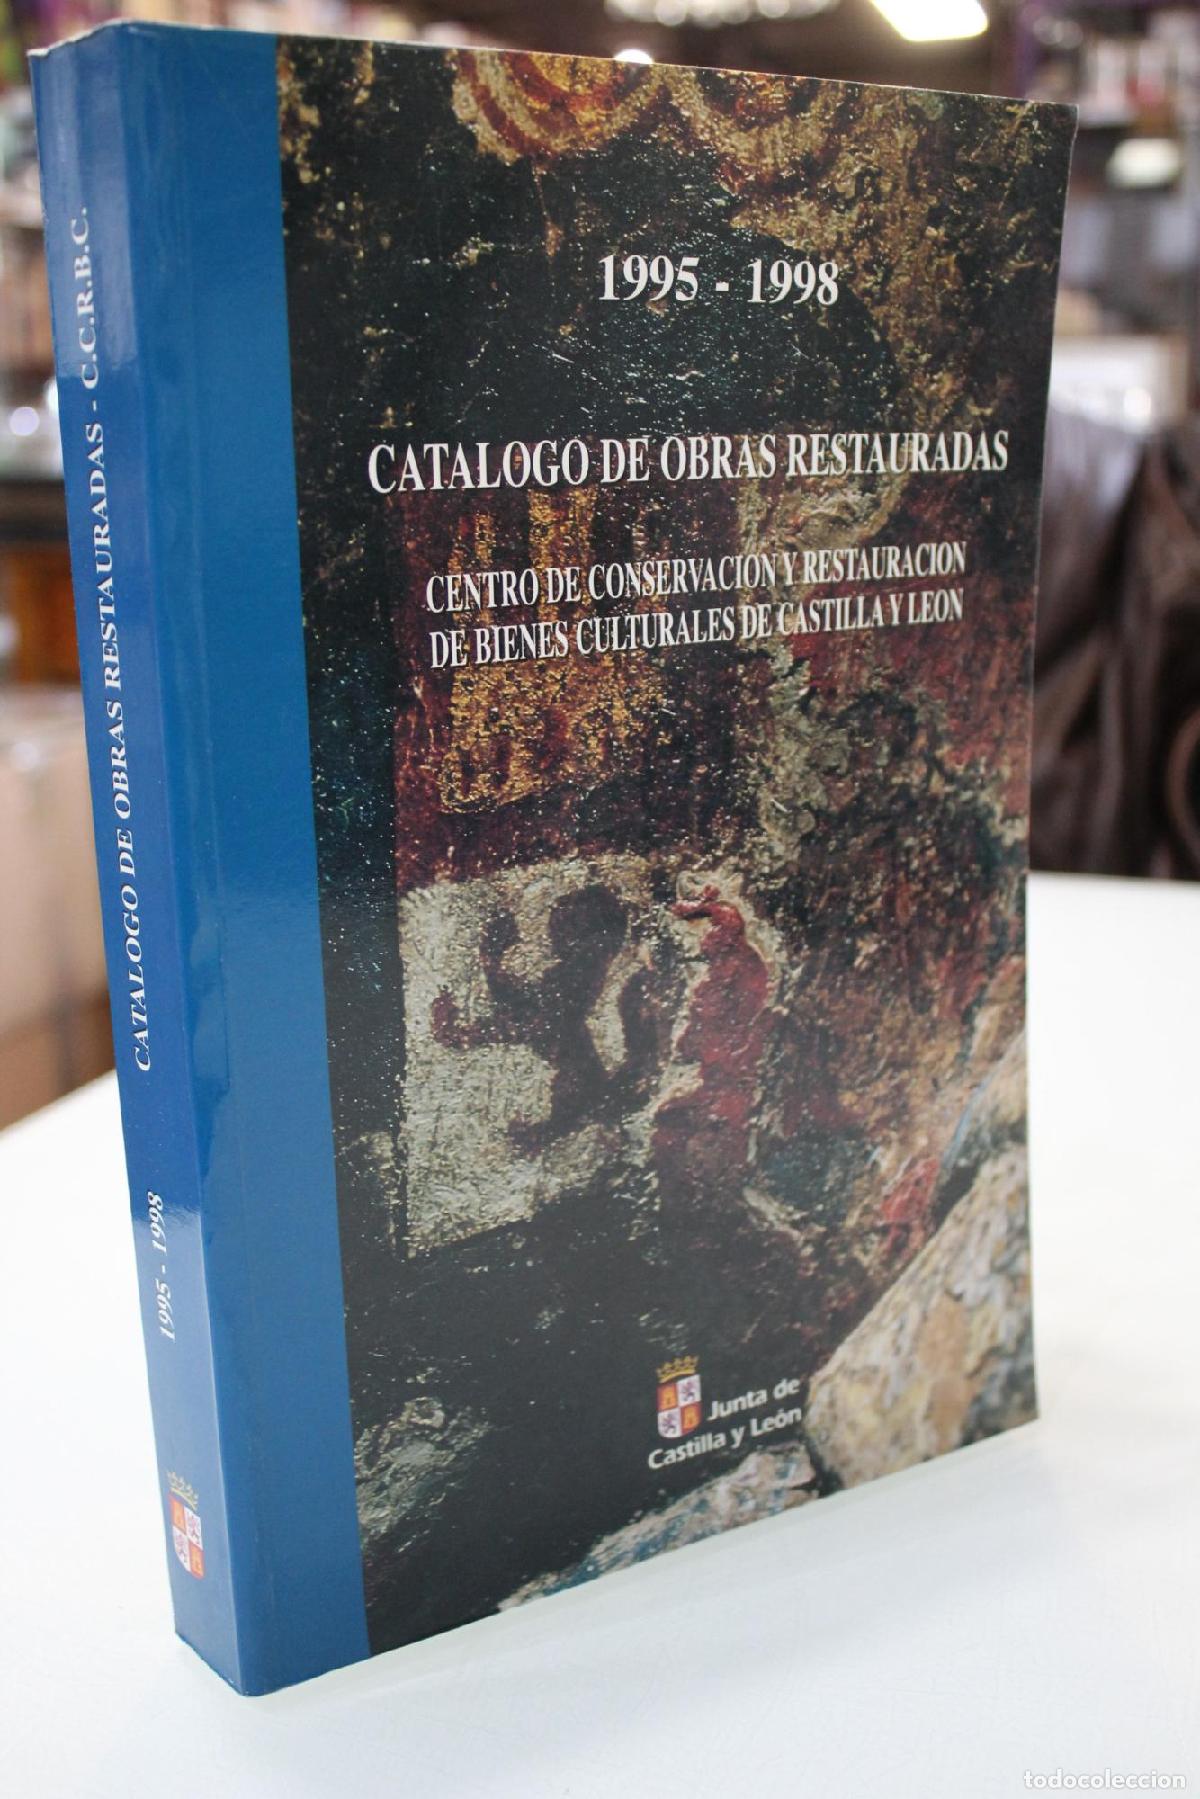 CATALOGO DE OBRAS RESTAURADAS - C.C.R.B.C.
1995 - 1998
1995 - 1998
CATALOGO DE OBRAS RESTAURADAS
CENTRO DE CONSERVACION Y RESTAURACION
DE BIENES CULTURALES DE CASTILLA Y LEON
Junta de
Castilla y León
todocoleccion